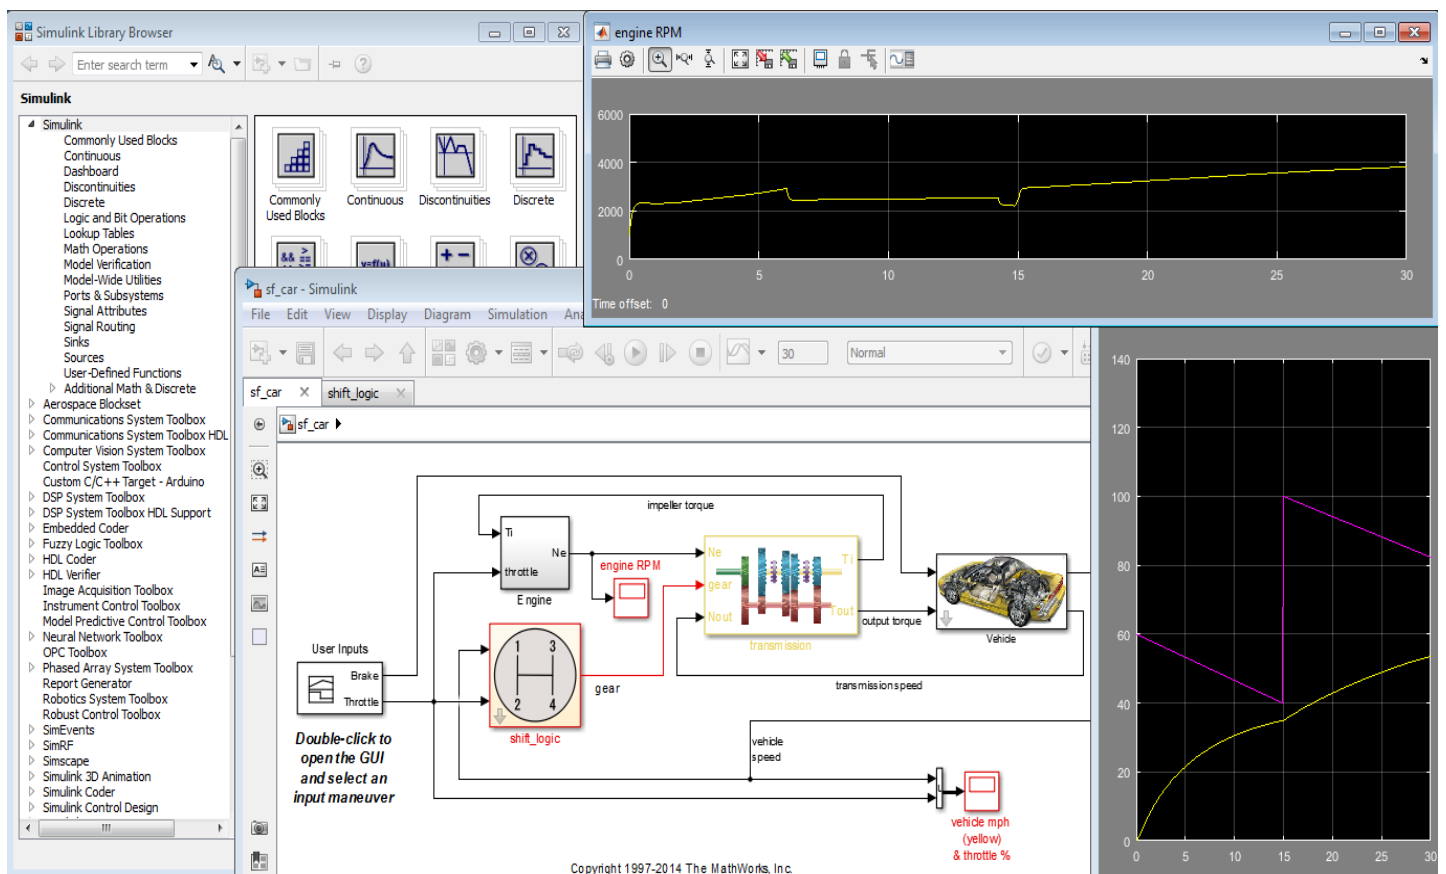 Simulink Library Browser
Enter search term
Simulink
Simulink
Commonly Used Blocks
Continuous
Dashboard
Discontinuities
Discrete
Logic and Bit Operations
Lookup Tables
Math Operations
Model Verification
Model-Wide Utilities
Ports & Subsystems
Signal Attributes
Signal Routing
Sinks
Sources
User-Defined Functions
Additional Math & Discrete
Aerospace Blockset
Communications System Toolbox
Communications System Toolbox HDL
Computer Vision System Toolbox
Control System Toolbox
Custom C/C++ Target - Arduino
DSP System Toolbox
DSP System Toolbox HDL Support
Embedded Coder
Fuzzy Logic Toolbox
HDL Coder
HDL Verifier
Image Acquisition Toolbox
Instrument Control Toolbox
Model Predictive Control Toolbox
Neural Network Toolbox
OPC Toolbox
Phased Array System Toolbox
Report Generator
Robotics System Toolbox
Robust Control Toolbox
SimEvents
SimRF
Simscape
Simulink 3D Animation
Simulink Coder
Simulink Control Design
Commonly
Used Blocks
Continuous
Discontinuities
Discrete
&& >=
y=f(u)
+ −
engine RPM
6000
4000
2000
0
0 5 10 15 20 25 30
Time offset: 0
sf_car - Simulink
File Edit View Display Diagram Simulation Ana
30
Normal
sf_car
shift_logic
sf_car
impeller torque
Ti
Ne
throttle
Engine
engine RPM
Ne
gear
Nout
Ti
Tout
transmission
output torque
Vehicle
transmission speed
User Inputs
Brake
Throttle
1 3
2 4
shift_logic
gear
Double-click to
open the GUI
and select an
input maneuver
vehicle
speed
vehicle mph
(yellow)
& throttle %
Copyright 1997-2014 The MathWorks, Inc.
140
120
100
80
60
40
20
0
0 5 10 15 20 25 30